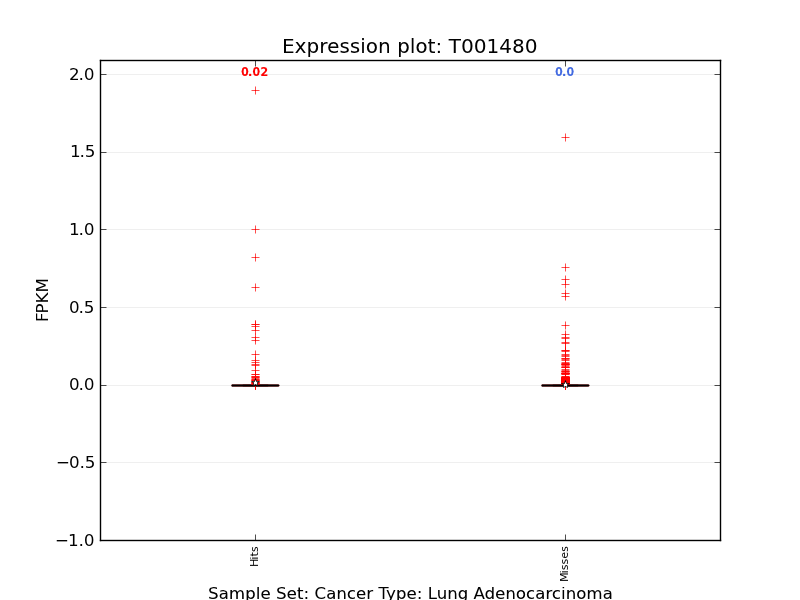 Expression plot: T001480
2.0
0.02
0.0
1.5
1.0
0.5
0.0
−0.5
−1.0
FPKM
Hits
Misses
Sample Set: Cancer Type: Lung Adenocarcinoma